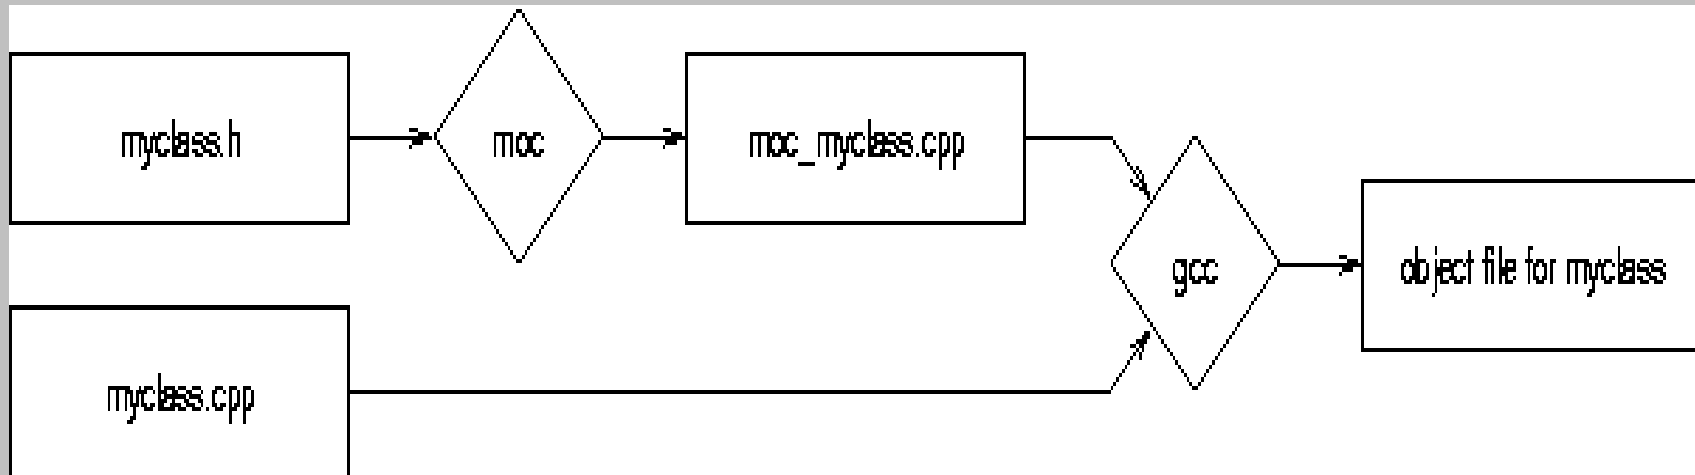 myclass.h
moc
moc_myclass.cpp
gcc
object file for myclass
myclass.cpp